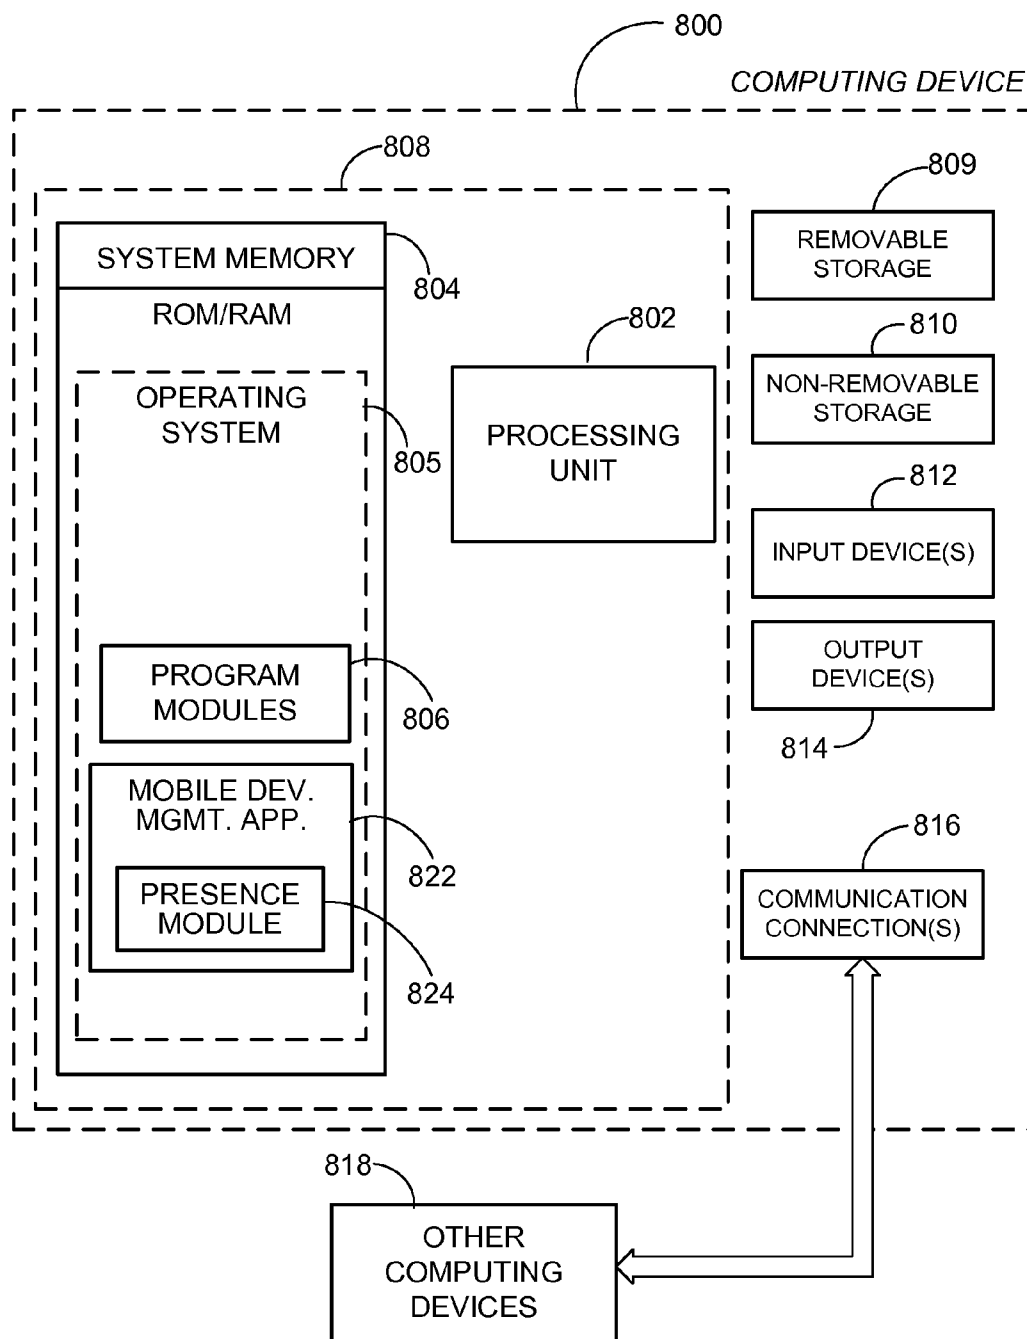 800
COMPUTING DEVICE
808
809
SYSTEM MEMORY
804
REMOVABLE
STORAGE
ROM/RAM
802
810
OPERATING
SYSTEM
805
PROCESSING
UNIT
NON-REMOVABLE
STORAGE
812
INPUT DEVICE(S)
PROGRAM
MODULES
806
OUTPUT
DEVICE(S)
814
MOBILE DEV.
MGMT. APP.
822
816
PRESENCE
MODULE
824
COMMUNICATION
CONNECTION(S)
818
OTHER
COMPUTING
DEVICES